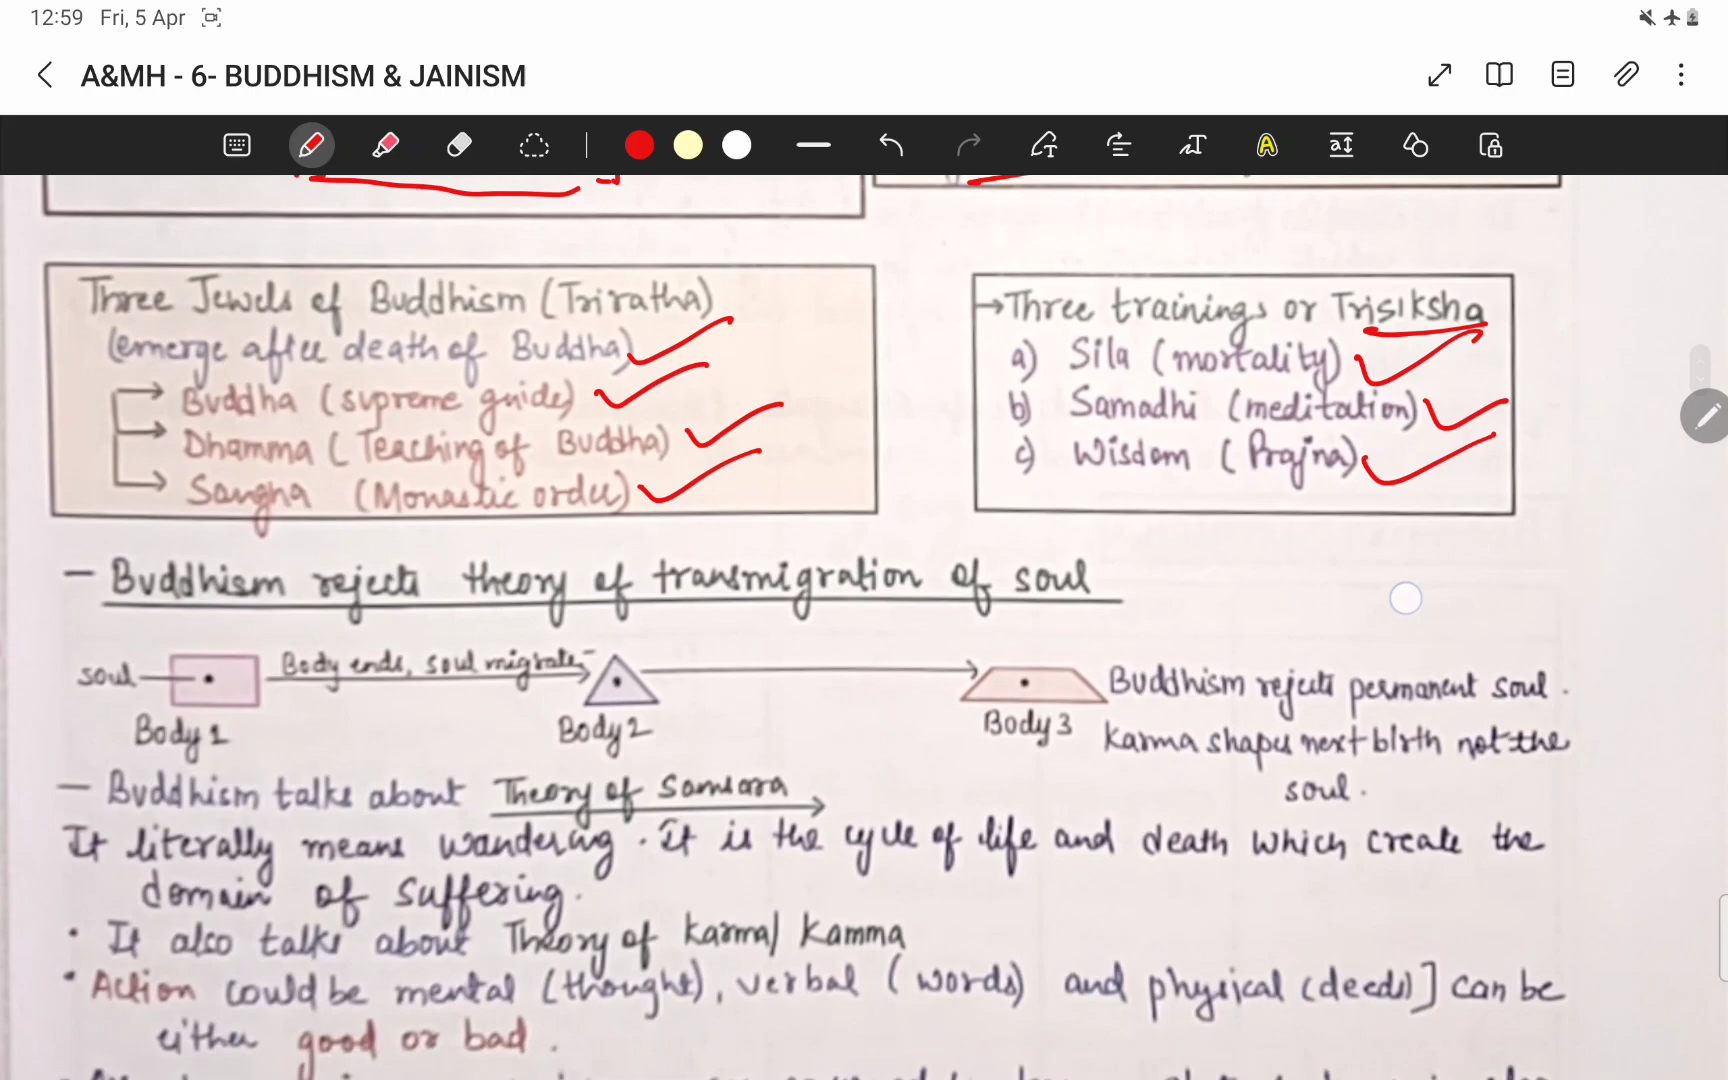 12:59 Fri, 5 Apr
A&MH - 6- BUDDHISM & JAINISM
Three Jewels of Buddhism (Triratha)
(emerge after death of Buddha)
Buddha (supreme guide)
Dhamma (Teaching of Buddha)
Sangha (Monastic order)
Three trainings or Trisiksha
a) Sila (mortality)
b) Samadhi (meditation)
c) Wisdom (Prajna)
— Buddhism rejects theory of transmigration of soul
soul
Body ends, soul migrate
Body 1
Body 2
Body 3
Buddhism rejects permanent soul.
karma shapes next birth not the
soul.
— Buddhism talks about Theory of Samsara
It literally means wandering. It is the cycle of life and death which create the
domain of suffering.
• It also talks about Theory of karma/ kamma
• Action could be mental (thought), verbal (words) and physical (deeds)] can be
either good or bad.